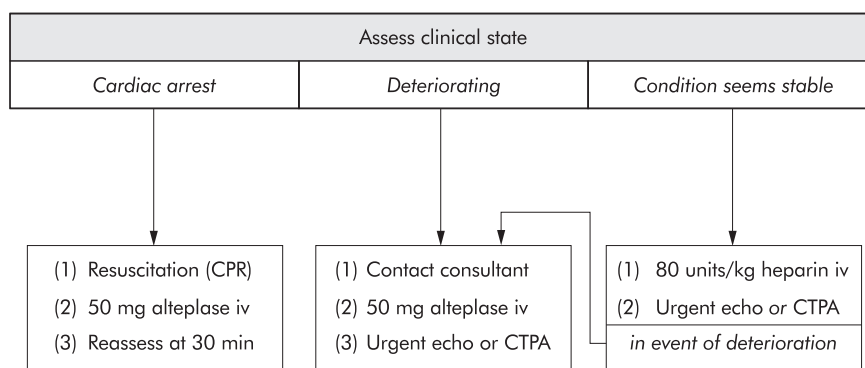 Assess clinical state
Cardiac arrest
Deteriorating
Condition seems stable
(1) Resuscitation (CPR)
(2) 50 mg alteplase iv
(3) Reassess at 30 min
(1) Contact consultant
(2) 50 mg alteplase iv
(3) Urgent echo or CTPA
(1) 80 units/kg heparin iv
(2) Urgent echo or CTPA
in event of deterioration